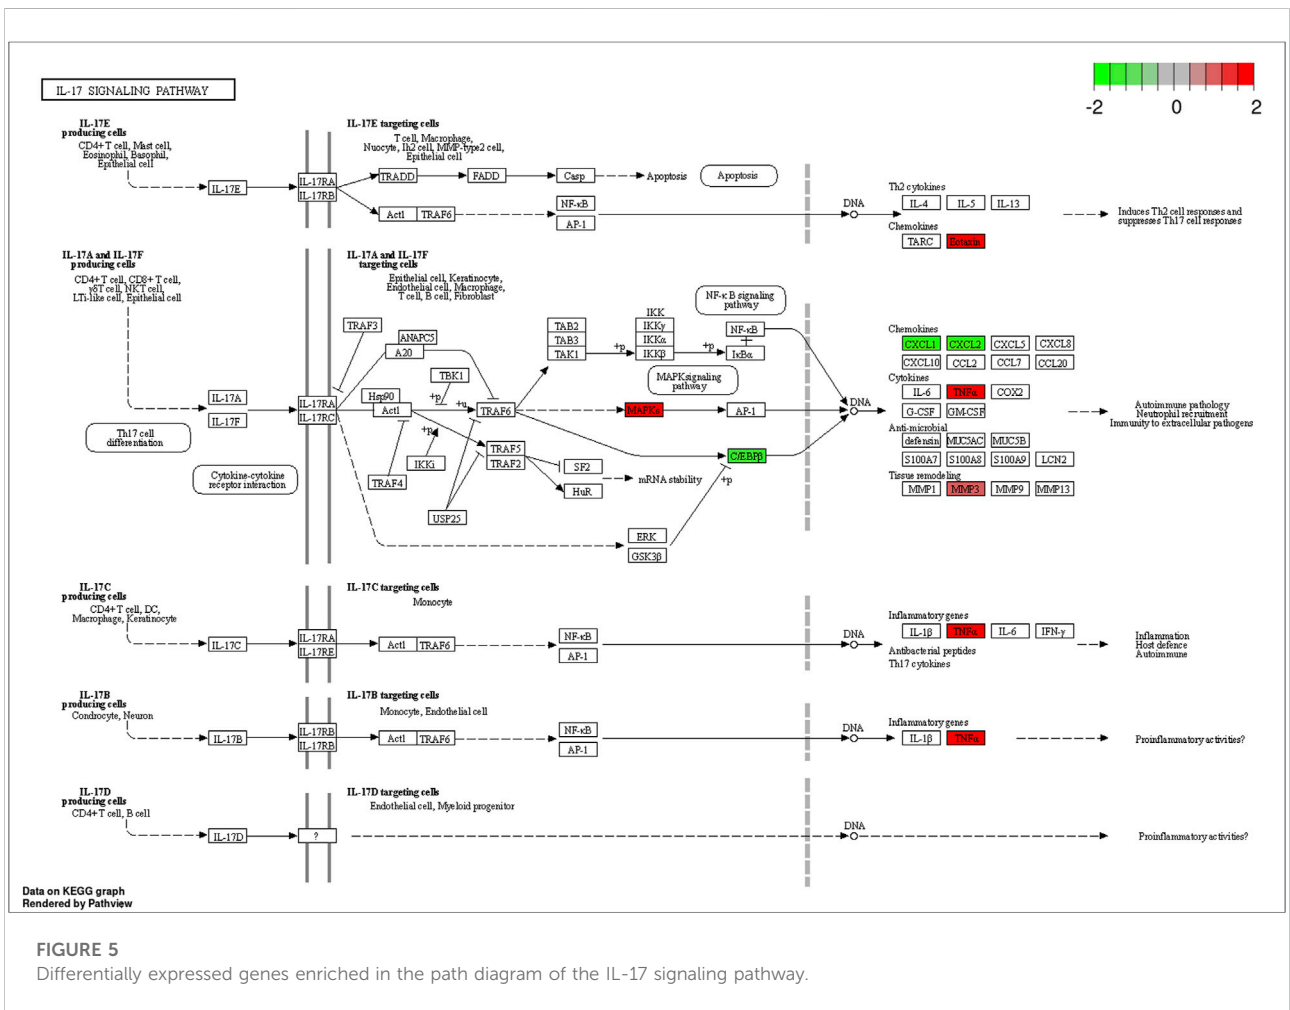 IL-17 SIGNALING PATHWAY
-2 0 2
IL-17E
producing cells
CD4+ T cell, Mast cell,
Eosinophil, Basophil,
Epithelial cell
IL-17E
IL-17RA
IL-17RB
IL-17E targeting cells
T cell, Macrophage,
Nuocyte, Ih2 cell, MMP-type2 cell,
Epithelial cell
TRADD
FADD
Casp
Apoptosis
Apoptosis
Act1
TRAF6
NF-κB
AP-1
DNA
Th2 cytokines
IL-4
IL-5
IL-13
Chemokines
TARC
Eotaxin
Induces Th2 cell responses and
suppresses Th17 cell responses
IL-17A and IL-17F
producing cells
CD4+ T cell, CD8+ T cell,
γδT cell, NKT cell,
LTi-like cell, Epithelial cell
IL-17A
IL-17F
IL-17RA
IL-17RC
Th17 cell
differentiation
Cytokine-cytokine
receptor interaction
IL-17A and IL-17F
targeting cells
Epithelial cell, Keratinocyte,
Endothelial cell, Macrophage,
T cell, B cell, Fibroblast
TRAF3
ANAPC5
A20
TBK1
Hsp90
Act1
+p
+u
+p
IKKi
TRAF4
USP25
TRAF6
TRAF5
TRAF2
SF2
HuR
mRNA stability
TAB2
TAB3
TAK1
+p
IKK
IKKγ
IKKα
IKKβ
+p
NF-κB signaling
pathway
NF-κB
IκBα
MAPK signaling
pathway
MAPKs
AP-1
C/EBPβ
+p
ERK
GSK3β
DNA
Chemokines
CXCL1
CXCL2
CXCL5
CXCL8
CXCL10
CCL2
CCL7
CCL20
Cytokines
IL-6
TNFα
COX2
G-CSF
GM-CSF
Anti-microbial
defensin
MUC5AC
MUC5B
S100A7
S100A8
S100A9
LCN2
Tissue remodeling
MMP1
MMP3
MMP9
MMP13
Autoimmune pathology
Neutrophil recruitment
Immunity to extracellular pathogens
IL-17C
producing cells
CD4+ T cell, DC,
Macrophage, Keratinocyte
IL-17C
IL-17RA
IL-17RE
IL-17C targeting cells
Monocyte
Act1
TRAF6
NF-κB
AP-1
DNA
Inflammatory genes
IL-1β
TNFα
IL-6
IFN-γ
Antibacterial peptides
Th17 cytokines
Inflammation
Host defence
Autoimmune
IL-17B
producing cells
Condrocyte, Neuron
IL-17B
IL-17RB
IL-17RB
IL-17B targeting cells
Monocyte, Endothelial cell
Act1
TRAF6
NF-κB
AP-1
DNA
Inflammatory genes
IL-1β
TNFα
Proinflammatory activities?
IL-17D
producing cells
CD4+ T cell, B cell
IL-17D
?
IL-17D targeting cells
Endothelial cell, Myeloid progenitor
DNA
Proinflammatory activities?
Data on KEGG graph
Rendered by Pathview
FIGURE 5
Differentially expressed genes enriched in the path diagram of the IL-17 signaling pathway.